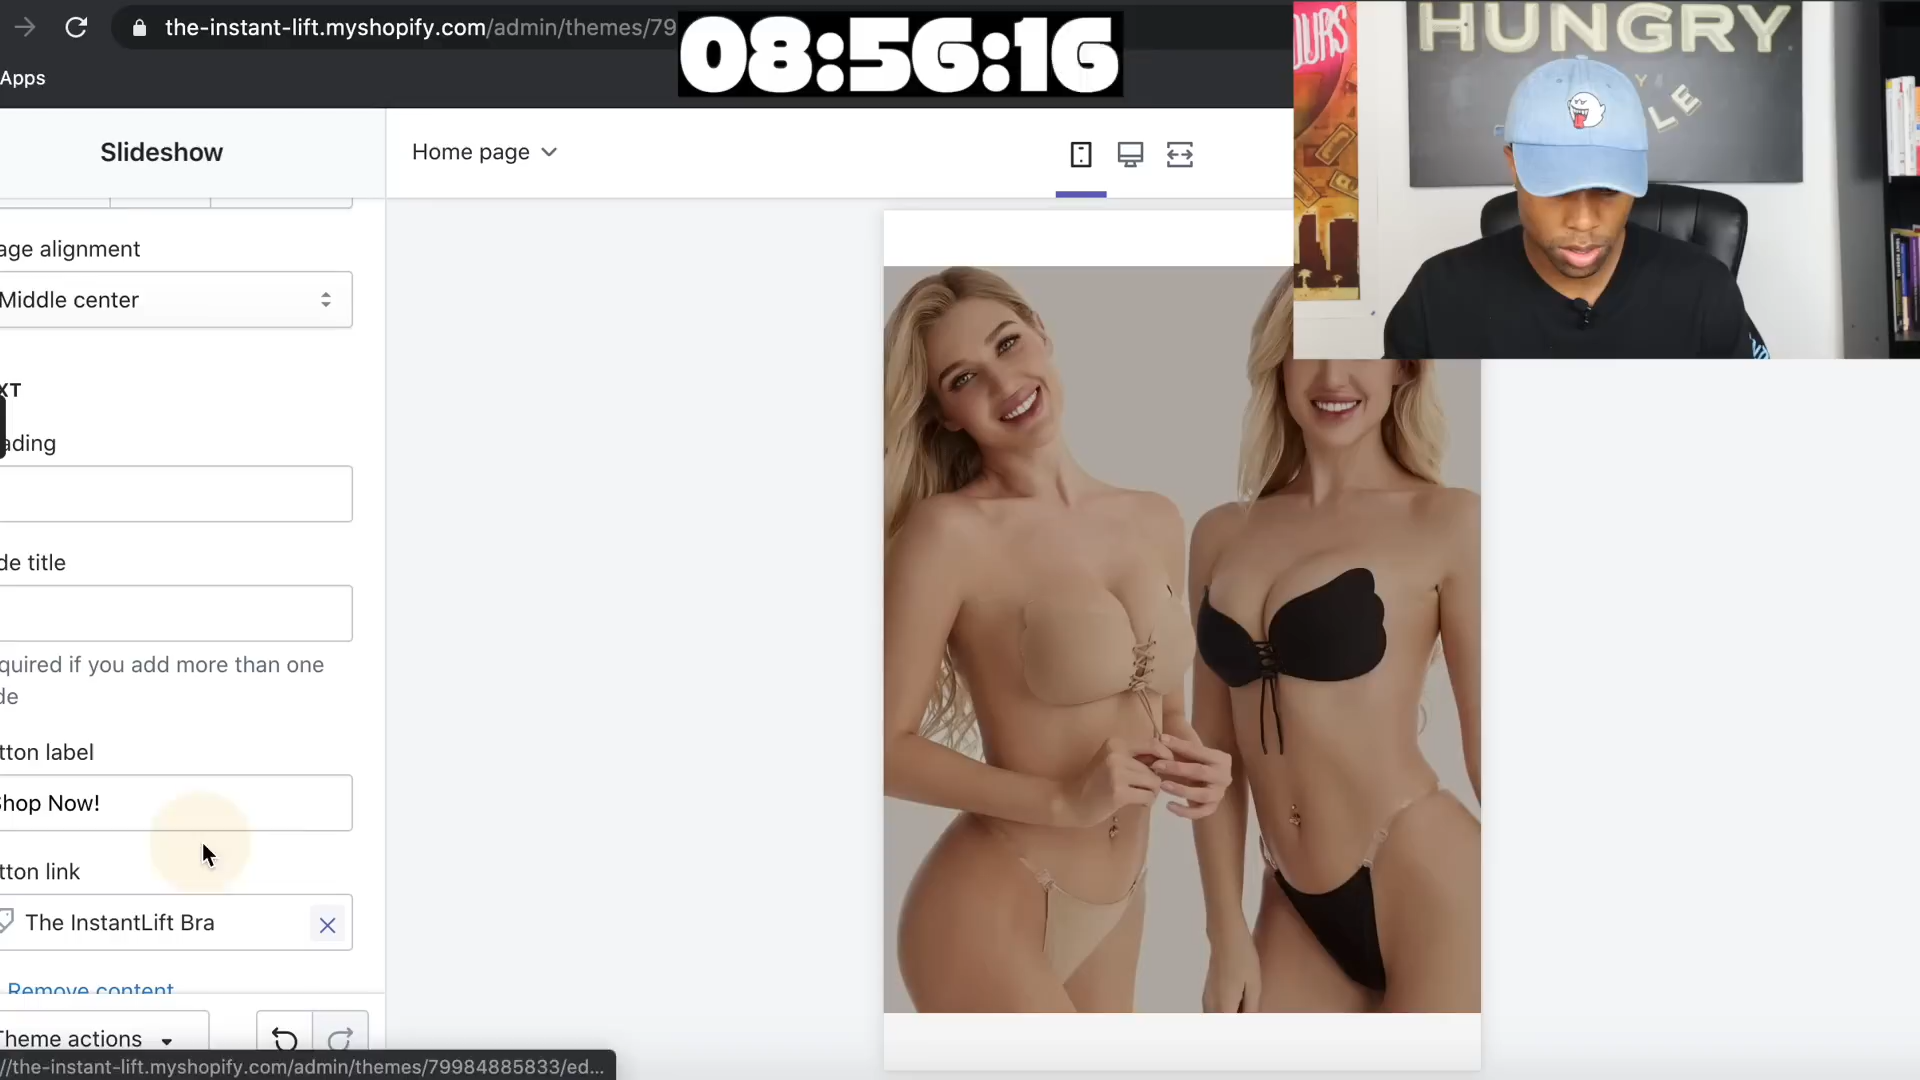 the-instant-lift.myshopify.com/admin/themes/79
08:56:16
Apps
HUNGRY
Slideshow
Home page
age alignment
Middle center
XT
ading
de title
quired if you add more than one
de
tton label
Shop Now!
tton link
The InstantLift Bra
Remove content
Theme actions
//the-instant-lift.myshopify.com/admin/themes/79984885833/ed...